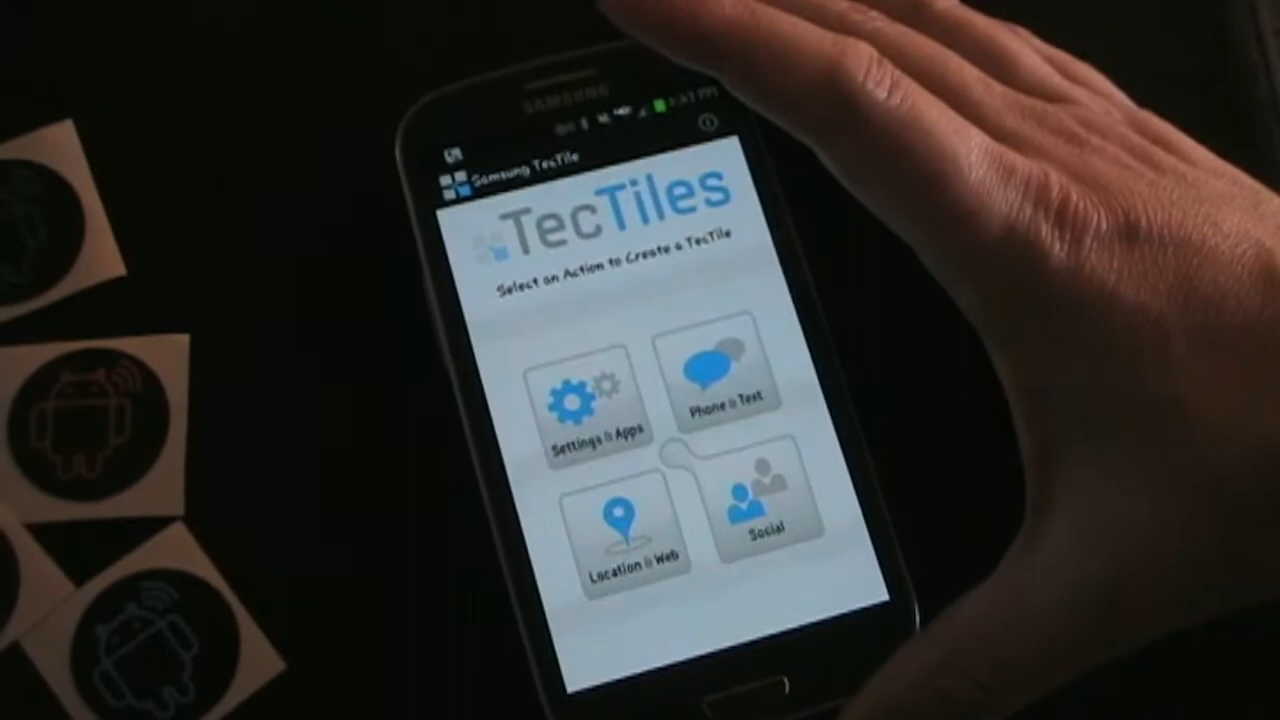 SAMSUNG
Samsung TecTile
TecTiles
Select an Action to Create a TecTile
Settings & Apps
Phone & Text
Location & Web
Social